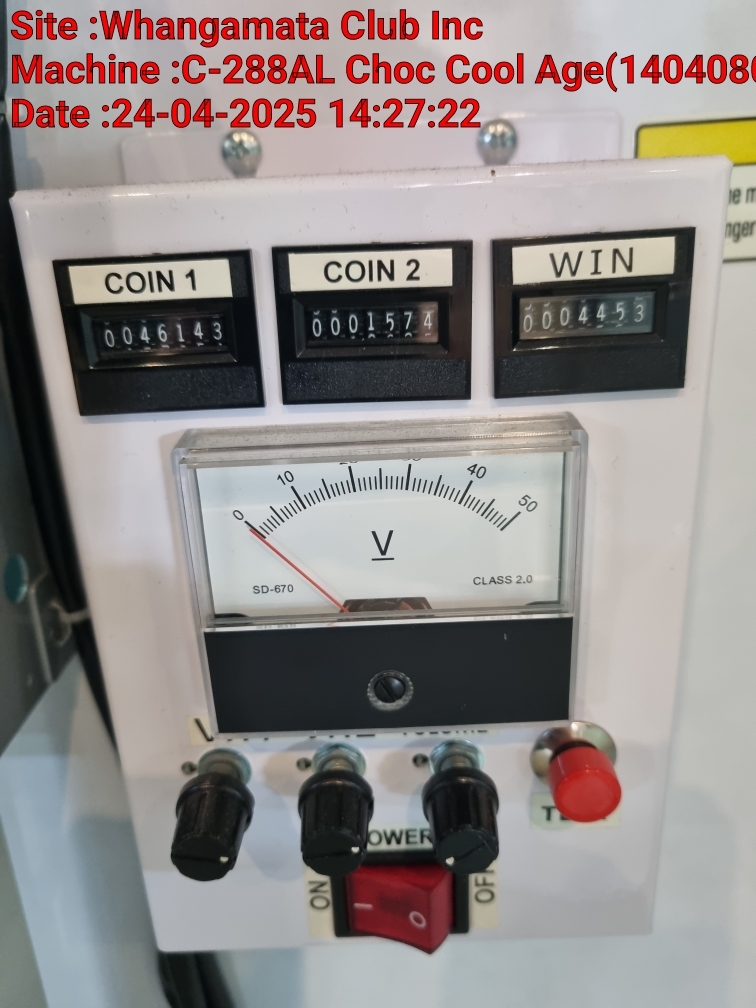 Site :Whangamata Club Inc
Machine :C-288AL Choc Cool Age(1404080
Date :24-04-2025 14:27:22
COIN 1
COIN 2
WIN
0046143
0001574
0004453
0 10 40 50
V
SD-670
CLASS 2.0
POWER
ON
OFF
I O